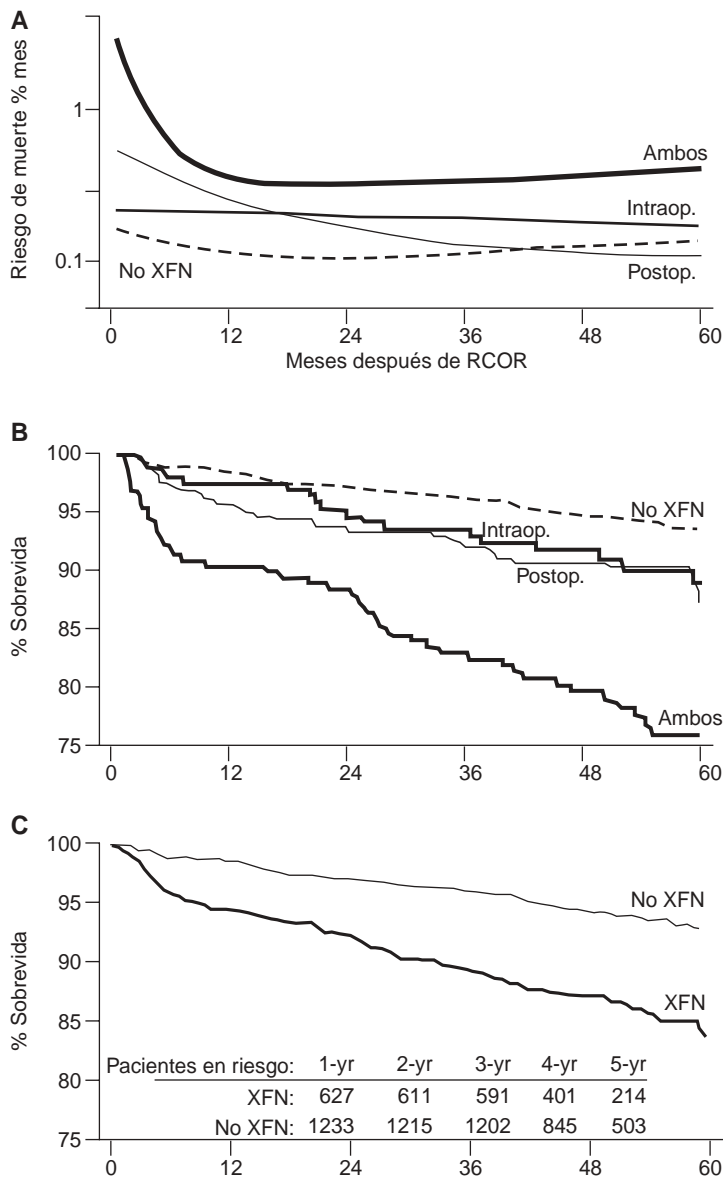 A
Riesgo de muerte % mes
1
0.1
Ambos
Intraop.
No XFN
Postop.
0 12 24 36 48 60
Meses después de RCOR
B
% Sobrevida
100
95
90
85
80
75
No XFN
Intraop.
Postop.
Ambos
0 12 24 36 48 60
C
% Sobrevida
100
95
90
85
80
75
No XFN
XFN
Pacientes en riesgo: 1-yr 2-yr 3-yr 4-yr 5-yr
XFN: 627 611 591 401 214
No XFN: 1233 1215 1202 845 503
0 12 24 36 48 60